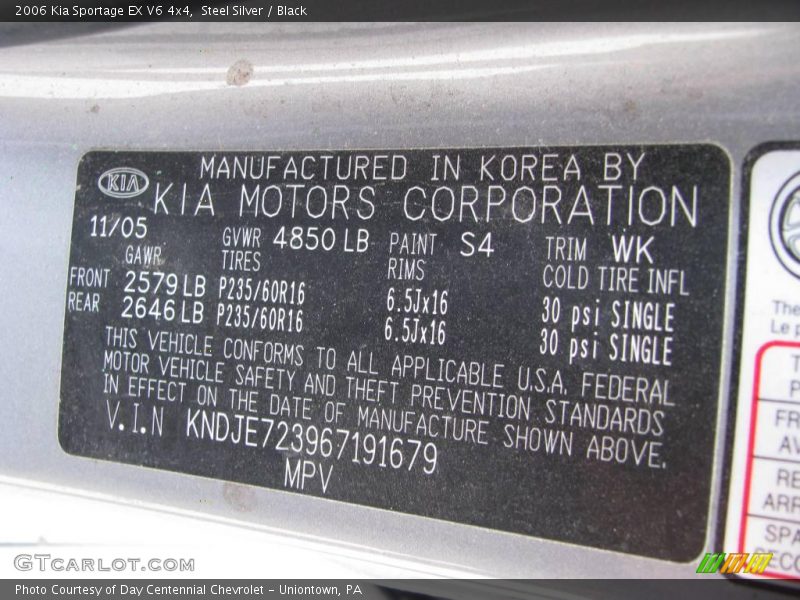 2006 Kia Sportage EX V6 4x4,  Steel Silver / Black
KIA
MANUFACTURED IN KOREA BY
KIA MOTORS CORPORATION
11/05 GVWR 4850 LB PAINT S4 TRIM WK
GAWR TIRES RIMS COLD TIRE INFL
FRONT 2579 LB P235/60R16 6.5Jx16 30 psi SINGLE
REAR 2646 LB P235/60R16 6.5Jx16 30 psi SINGLE
THIS VEHICLE CONFORMS TO ALL APPLICABLE U.S.A. FEDERAL
MOTOR VEHICLE SAFETY AND THEFT PREVENTION STANDARDS
IN EFFECT ON THE DATE OF MANUFACTURE SHOWN ABOVE.
V.I.N KNDJE723967191679
MPV
The
Le p
GTcarlot.com
Photo Courtesy of Day Centennial Chevrolet - Uniontown, PA